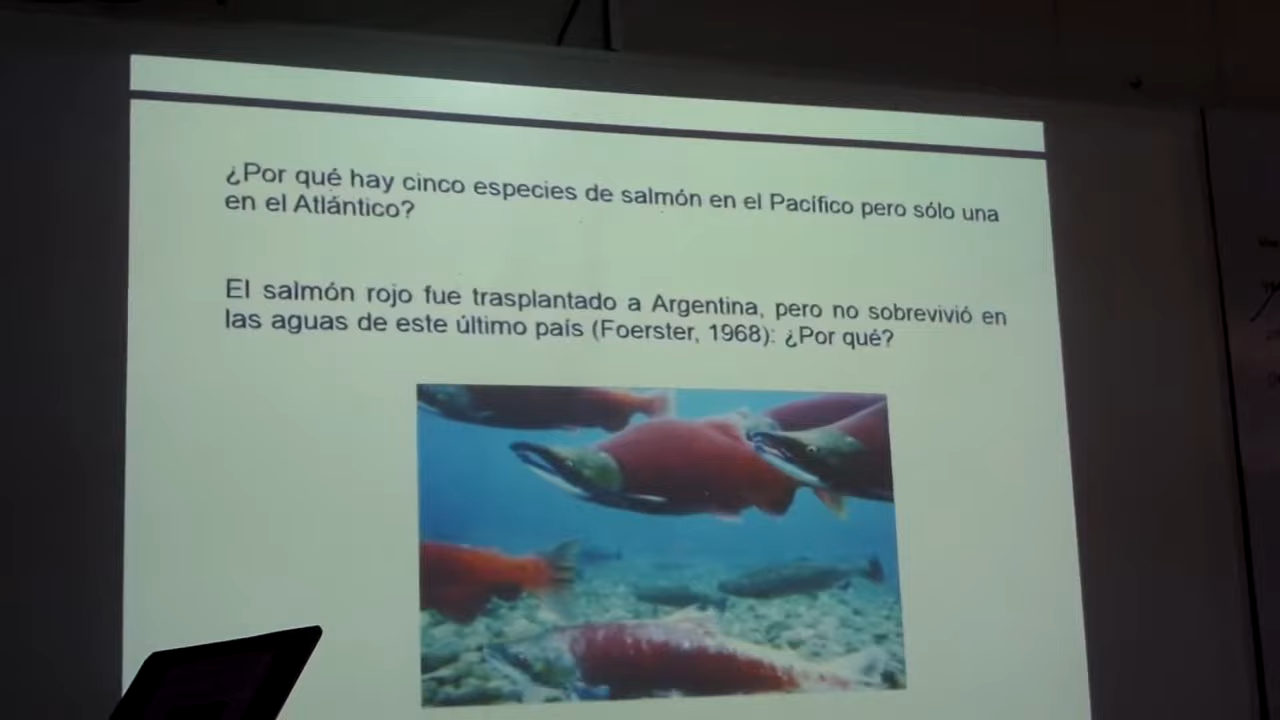 ¿Por qué hay cinco especies de salmón en el Pacífico pero sólo una
en el Atlántico?
El salmón rojo fue trasplantado a Argentina, pero no sobrevivió en
las aguas de este último país (Foerster, 1968): ¿Por qué?